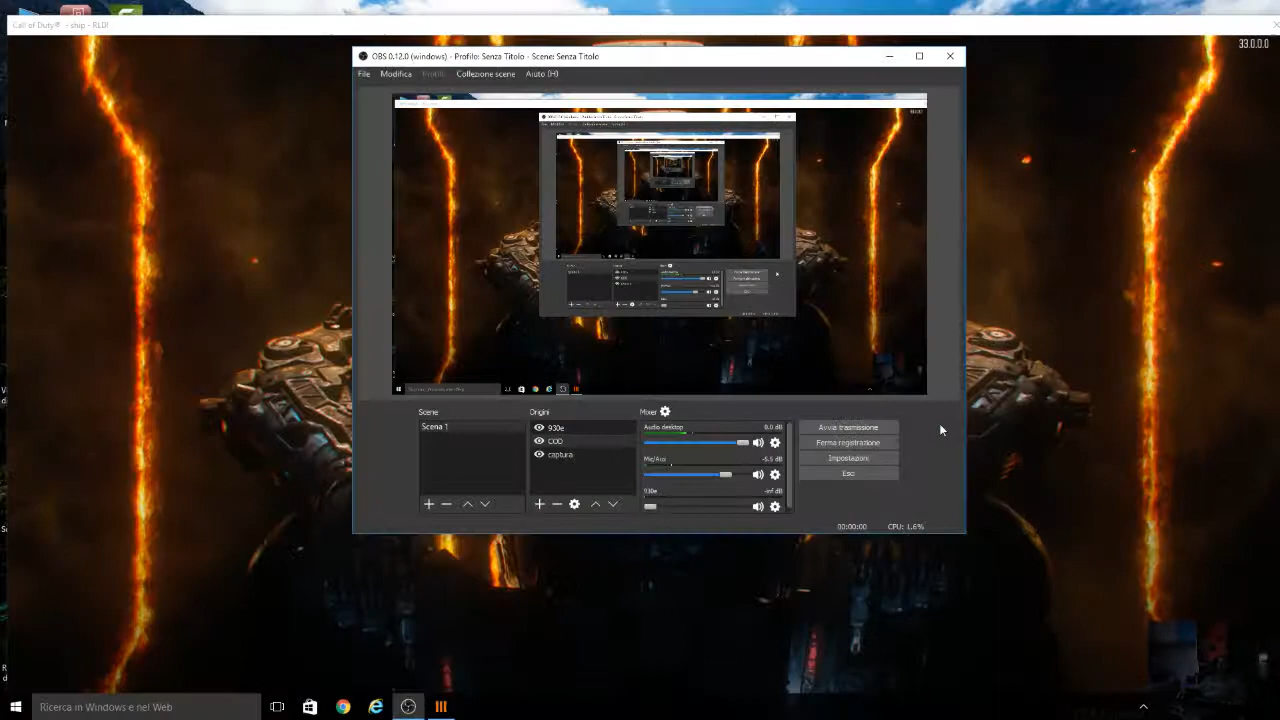 Call of Duty® - ship - RLD!
33.0.0.0
OBS 0.12.0 (windows) - Profilo: Senza Titolo - Scene: Senza Titolo
File Modifica Profilo Collezione scene Aiuto (H)
Scene Origini Mixer
Scena 1
930e
COD
captura
Audio desktop 0.0 dB
Mic/Aux -5.5 dB
930e -inf dB
Avvia trasmissione
Ferma registrazione
Impostazioni
Esci
00:00:00 CPU: 1.6%
Ricerca in Windows e nel Web